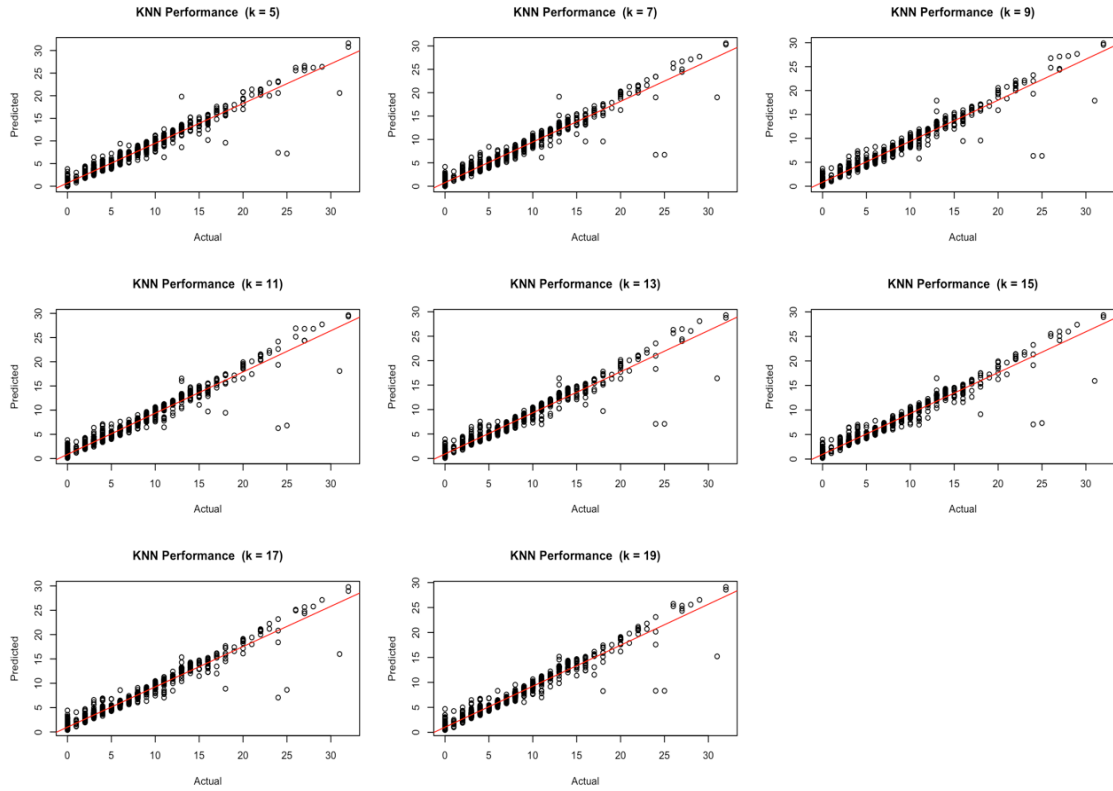 KNN Performance (k = 5)
Predicted
30
25
20
15
10
5
0
0 5 10 15 20 25 30
Actual
KNN Performance (k = 7)
Predicted
30
25
20
15
10
5
0
0 5 10 15 20 25 30
Actual
KNN Performance (k = 9)
Predicted
30
25
20
15
10
5
0
0 5 10 15 20 25 30
Actual
KNN Performance (k = 11)
Predicted
30
25
20
15
10
5
0
0 5 10 15 20 25 30
Actual
KNN Performance (k = 13)
Predicted
30
25
20
15
10
5
0
0 5 10 15 20 25 30
Actual
KNN Performance (k = 15)
Predicted
30
25
20
15
10
5
0
0 5 10 15 20 25 30
Actual
KNN Performance (k = 17)
Predicted
30
25
20
15
10
5
0
0 5 10 15 20 25 30
Actual
KNN Performance (k = 19)
Predicted
30
25
20
15
10
5
0
0 5 10 15 20 25 30
Actual